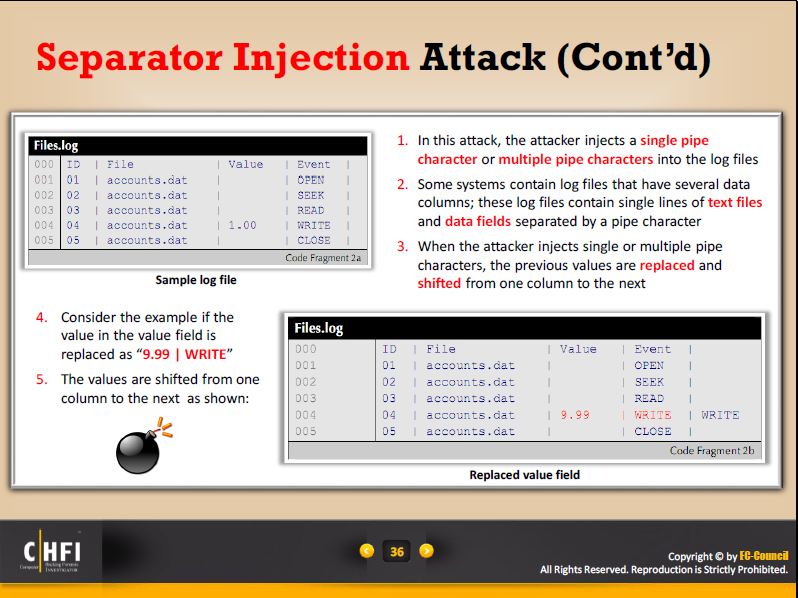 Separator Injection Attack (Cont’d)
Files.log
000 ID | File | Value | Event |
001 01 | accounts.dat | | OPEN |
002 02 | accounts.dat | | SEEK |
003 03 | accounts.dat | | READ |
004 04 | accounts.dat | 1.00 | WRITE |
005 05 | accounts.dat | | CLOSE |
Code Fragment 2a
Sample log file
1. In this attack, the attacker injects a single pipe
character or multiple pipe characters into the log files
2. Some systems contain log files that have several data
columns; these log files contain single lines of text files
and data fields separated by a pipe character
3. When the attacker injects single or multiple pipe
characters, the previous values are replaced and
shifted from one column to the next
4. Consider the example if the
value in the value field is
replaced as “9.99 | WRITE”
5. The values are shifted from one
column to the next as shown:
Files.log
000 ID | File | Value | Event |
001 01 | accounts.dat | | OPEN |
002 02 | accounts.dat | | SEEK |
003 03 | accounts.dat | | READ |
004 04 | accounts.dat | 9.99 | WRITE | WRITE
005 05 | accounts.dat | | CLOSE |
Code Fragment 2b
Replaced value field
CHFI
Computer Hacking Forensic
INVESTIGATOR
36
Copyright © by EC-Council
All Rights Reserved. Reproduction is Strictly Prohibited.